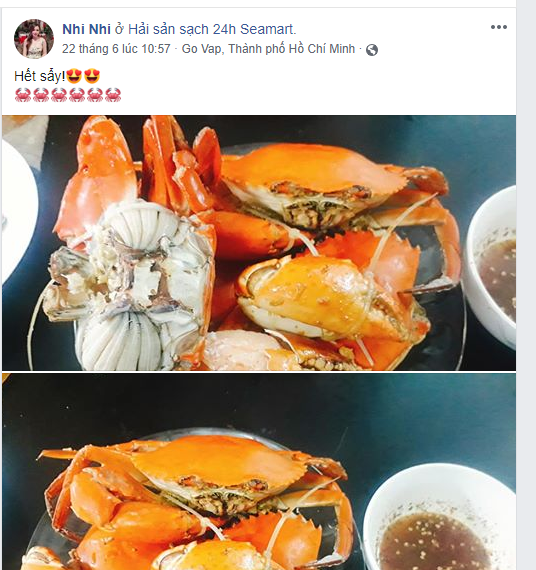 Nhi Nhi ở Hải sản sạch 24h Seamart.
22 tháng 6 lúc 10:57 · Go Vap, Thành phố Hồ Chí Minh ·
Hết sẩy!😍😍
🦀🦀🦀🦀🦀🦀